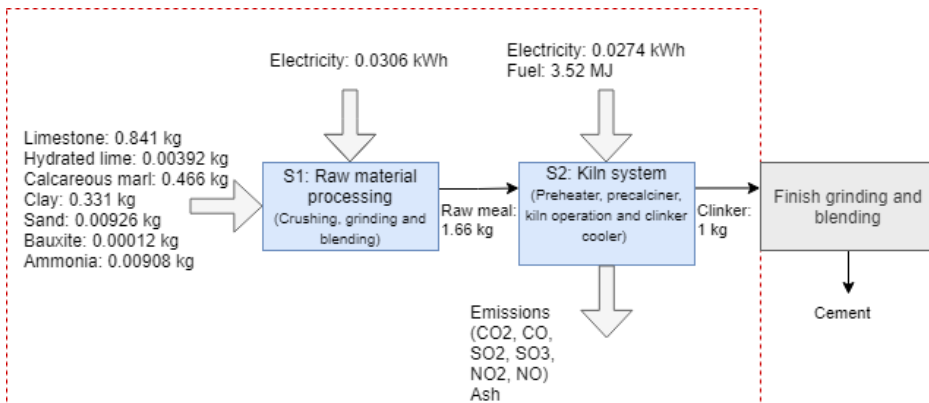 Electricity: 0.0306 kWh
Electricity: 0.0274 kWh
Fuel: 3.52 MJ
Limestone: 0.841 kg
Hydrated lime: 0.00392 kg
Calcareous marl: 0.466 kg
Clay: 0.331 kg
Sand: 0.00926 kg
Bauxite: 0.00012 kg
Ammonia: 0.00908 kg
S1: Raw material
processing
(Crushing, grinding and
blending)
Raw meal:
1.66 kg
S2: Kiln system
(Preheater, precalciner,
kiln operation and clinker
cooler)
Clinker:
1 kg
Finish grinding and
blending
Emissions
(CO2, CO,
SO2, SO3,
NO2, NO)
Ash
Cement